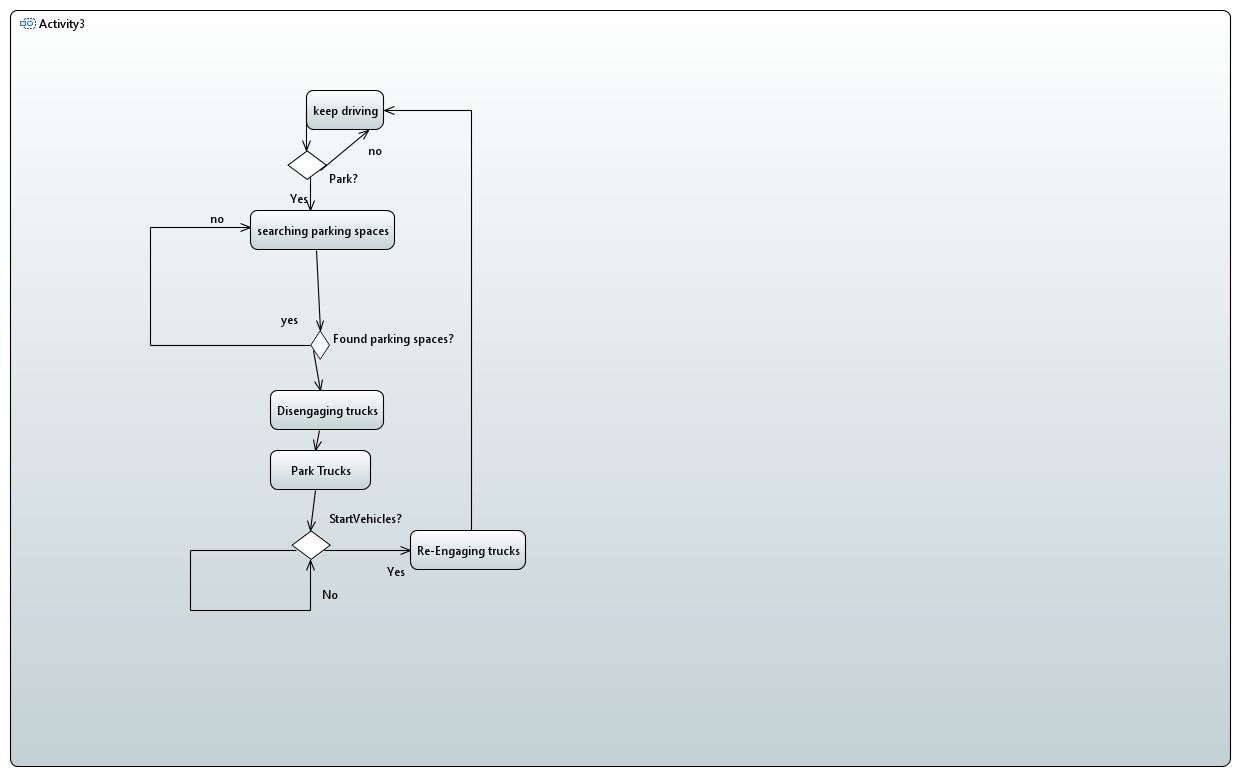 Activity3
keep driving
no
Park?
Yes
no
searching parking spaces
yes
Found parking spaces?
Disengaging trucks
Park Trucks
StartVehicles?
Re-Engaging trucks
Yes
No